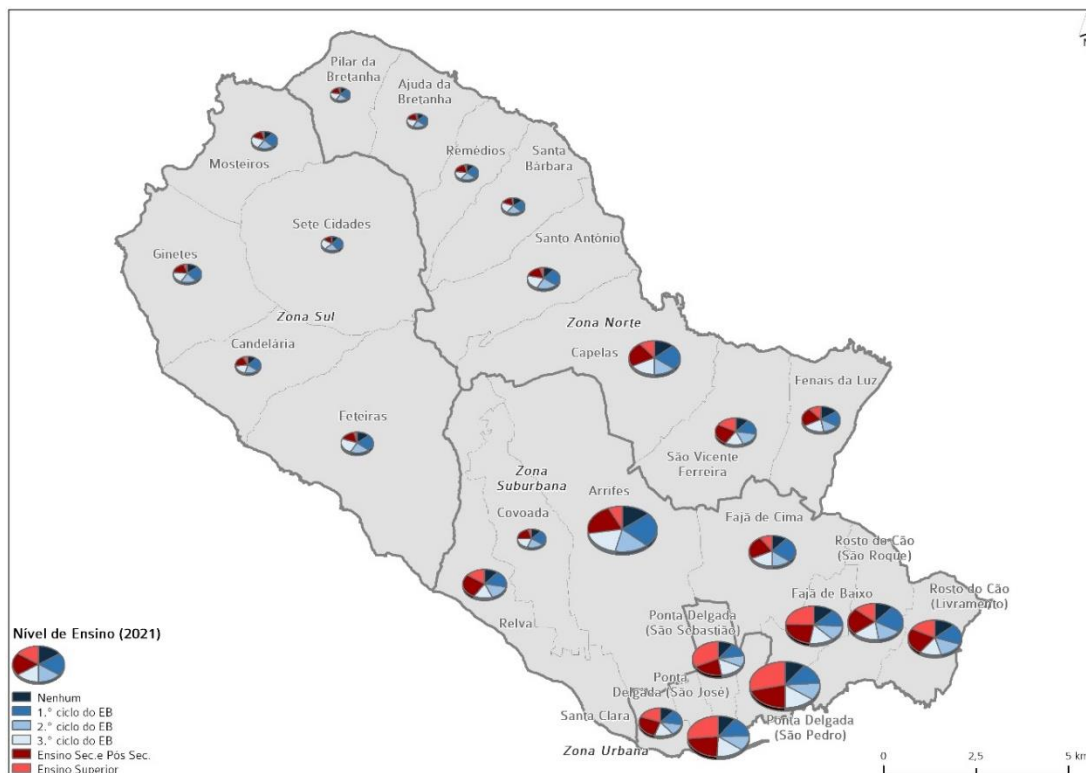 Pilar da
Bretanha
Ajuda da
Bretanha
Mosteiros
Remédios
Santa
Bárbara
Sete Cidades
Santo António
Ginetes
Zona Sul
Zona Norte
Candelária
Capelas
Fenais da Luz
Feteiras
São Vicente
Ferreira
Zona
Suburbana
Arrifes
Covoada
Fajã de Cima
Rosto do Cão
(São Roque)
Rosto do Cão
(Livramento)
Fajã de Baixo
Relva
Ponta Delgada
(São Sebastião)
Ponta
Delgada (São José)
Santa Clara
Ponta Delgada
(São Pedro)
Zona Urbana
Nível de Ensino (2021)
Nenhum
1.° ciclo do EB
2.° ciclo do EB
3.° ciclo do EB
Ensino Sec.e Pós Sec.
Ensino Superior
0 2,5 5 km